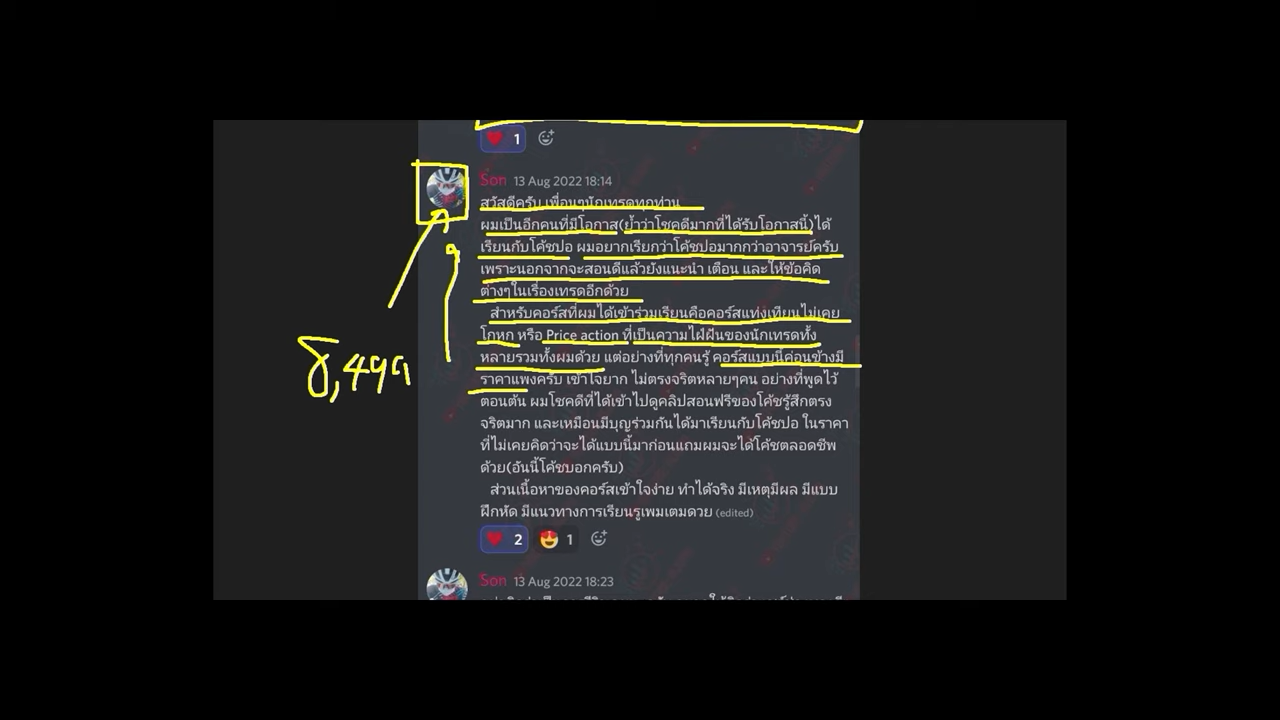 1
Son 13 Aug 2022 18:14
สวัสดีครับ เพื่อนๆนักเทรดทุกท่าน
ผมเป็นอีกคนที่มีโอกาส(ย้ำว่าโชคดีมากที่ได้รับโอกาสนี้)ได้
เรียนกับโค้ชปอ ผมอยากเรียกว่าโค้ชปอมากกว่าอาจารย์ครับ
เพราะนอกจากจะสอนดีแล้วยังแนะนำ เตือน และให้ข้อคิด
ต่างๆในเรื่องเทรดอีกด้วย
สำหรับคอร์สที่ผมได้เข้าร่วมเรียนคือคอร์สแท่งเทียนไม่เคย
โกหก หรือ Price action ที่เป็นความใฝ่ฝันของนักเทรดทั้ง
หลายรวมทั้งผมด้วย แต่อย่างที่ทุกคนรู้ คอร์สแบบนี้ค่อนข้างมี
ราคาแพงครับ เข้าใจยาก ไม่ตรงจริตหลายๆคน อย่างที่พูดไว้
ตอนต้น ผมโชคดีที่ได้เข้าไปดูคลิปสอนฟรีของโค้ชรู้สึกตรง
จริตมาก และเหมือนมีบุญร่วมกันได้มาเรียนกับโค้ชปอ ในราคา
ที่ไม่เคยคิดว่าจะได้แบบนี้มาก่อนแถมผมจะได้โค้ชตลอดชีพ
ด้วย(อันนี้โค้ชบอกครับ)
ส่วนเนื้อหาของคอร์สเข้าใจง่าย ทำได้จริง มีเหตุมีผล มีแบบ
ฝึกหัด มีแนวทางการเรียนรู้เพิ่มเติมด้วย (edited)
2 1
Son 13 Aug 2022 18:23